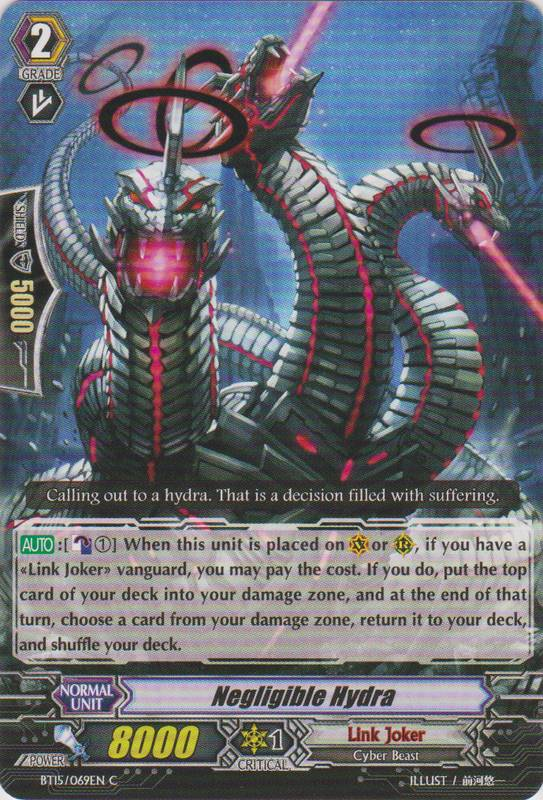 2
GRADE
SHIELD
5000
Calling out to a hydra. That is a decision filled with suffering.
AUTO :[ ①] When this unit is placed on V or R, if you have a
«Link Joker» vanguard, you may pay the cost. If you do, put the top
card of your deck into your damage zone, and at the end of that
turn, choose a card from your damage zone, return it to your deck,
and shuffle your deck.
NORMAL
UNIT
Negligible Hydra
POWER
8000
1
CRITICAL
Link Joker
Cyber Beast
BT15/069EN C
ILLUST / 前河悠一